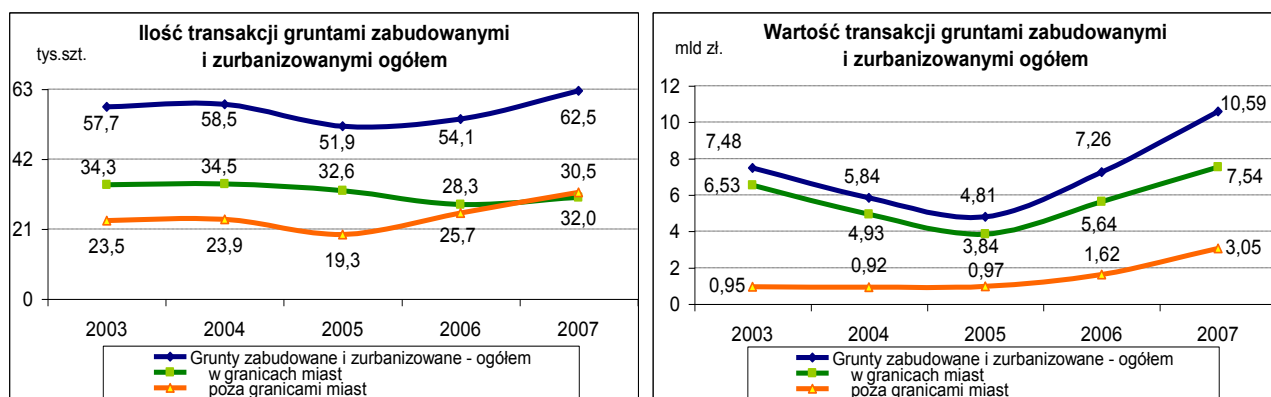 Ilość transakcji gruntami zabudowanymi
i zurbanizowanymi ogółem
tys.szt.
63
42
21
0
57,7
58,5
51,9
54,1
62,5
34,3
34,5
32,6
28,3
30,5
23,5
23,9
19,3
25,7
32,0
2003 2004 2005 2006 2007
Grunty zabudowane i zurbanizowane - ogółem
w granicach miast
poza granicami miast
Wartość transakcji gruntami zabudowanymi
i zurbanizowanymi ogółem
mld zł.
12
10
8
6
4
2
0
7,48
5,84
4,81
7,26
10,59
6,53
4,93
3,84
5,64
7,54
0,95
0,92
0,97
1,62
3,05
2003 2004 2005 2006 2007
Grunty zabudowane i zurbanizowane - ogółem
w granicach miast
poza granicami miast